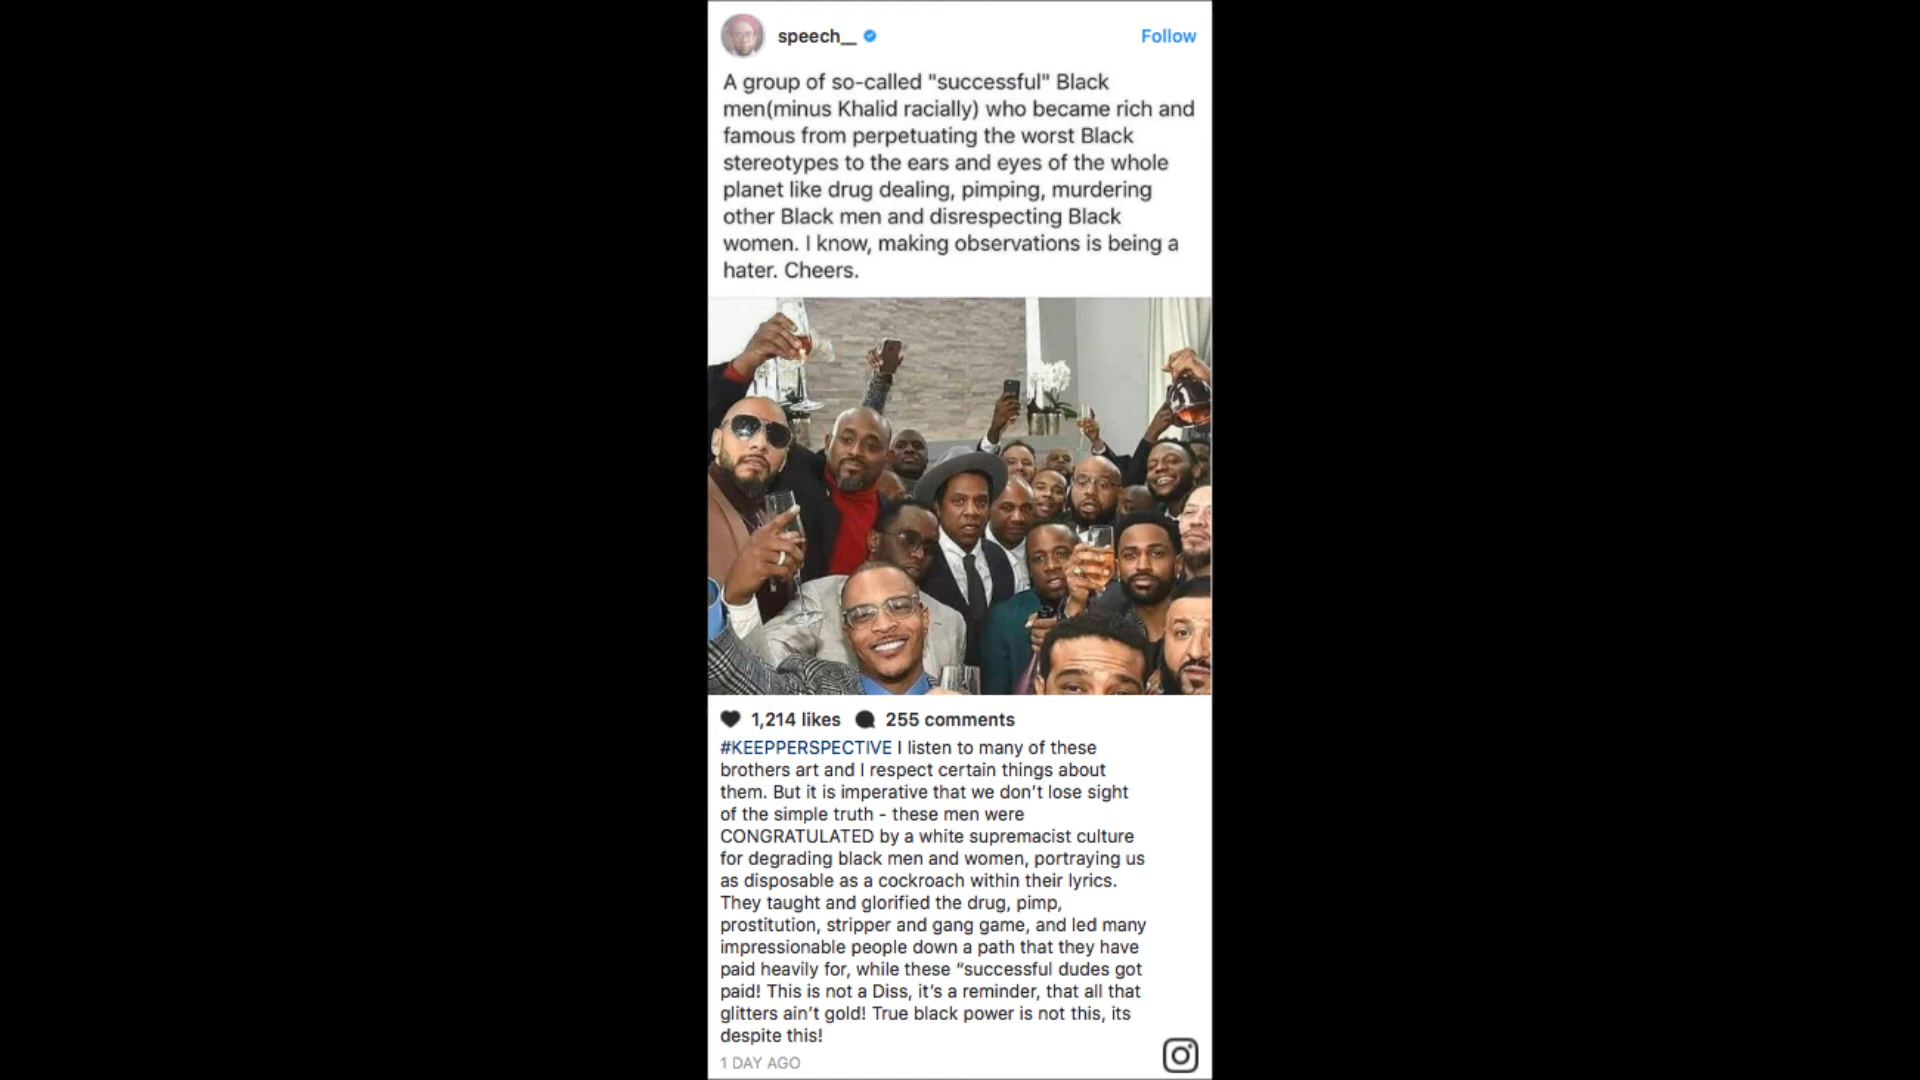 speech__
Follow
A group of so-called "successful" Black
men(minus Khalid racially) who became rich and
famous from perpetuating the worst Black
stereotypes to the ears and eyes of the whole
planet like drug dealing, pimping, murdering
other Black men and disrespecting Black
women. I know, making observations is being a
hater. Cheers.
1,214 likes 255 comments
#KEEPPERSPECTIVE I listen to many of these
brothers art and I respect certain things about
them. But it is imperative that we don’t lose sight
of the simple truth - these men were
CONGRATULATED by a white supremacist culture
for degrading black men and women, portraying us
as disposable as a cockroach within their lyrics.
They taught and glorified the drug, pimp,
prostitution, stripper and gang game, and led many
impressionable people down a path that they have
paid heavily for, while these “successful dudes got
paid! This is not a Diss, it’s a reminder, that all that
glitters ain’t gold! True black power is not this, its
despite this!
1 DAY AGO